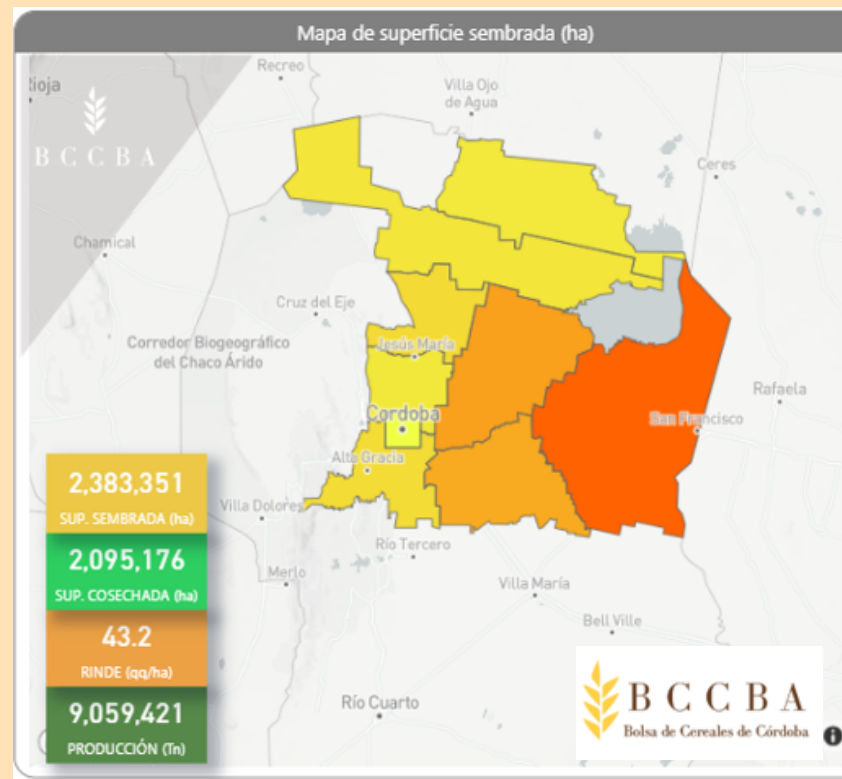 Mapa de superficie sembrada (ha)
Recreo
Rioja
Villa Ojo
de Agua
BCCBA
Ceres
Chamical
Cruz del Eje
Corredor Biogeográfico
del Chaco Árido
Jesús María
Rafaela
Cordoba
San Francisco
Alta Gracia
2,383,351
SUP. SEMBRADA (ha)
Villa Dolores
2,095,176
SUP. COSECHADA (ha)
Río Tercero
Merlo
Villa María
43.2
RINDE (qq/ha)
Bell Ville
9,059,421
PRODUCCIÓN (Tn)
Río Cuarto
BCCBA
Bolsa de Cereales de Córdoba